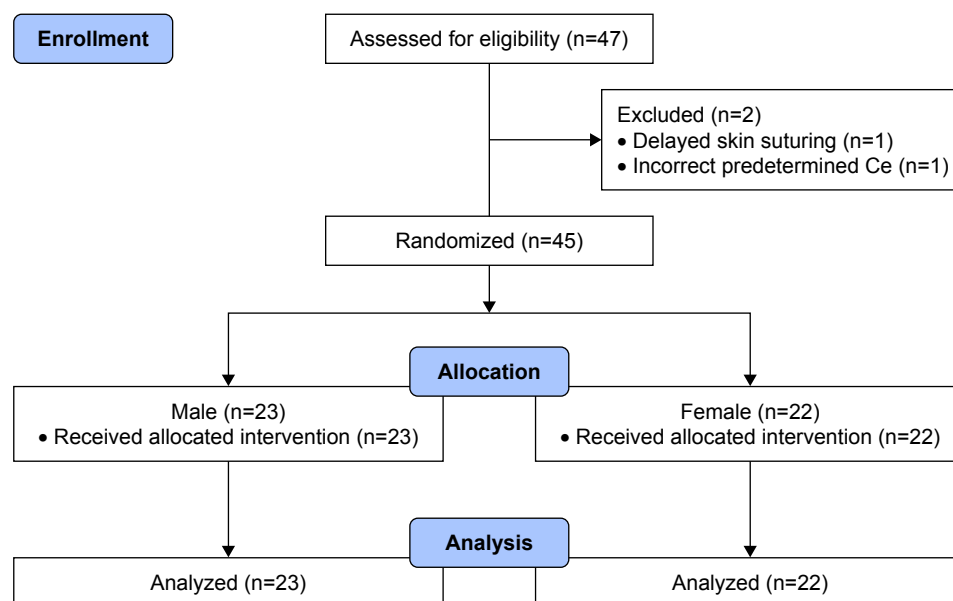 Enrollment
Assessed for eligibility (n=47)
Excluded (n=2)
• Delayed skin suturing (n=1)
• Incorrect predetermined Ce (n=1)
Randomized (n=45)
Allocation
Male (n=23)
• Received allocated intervention (n=23)
Female (n=22)
• Received allocated intervention (n=22)
Analysis
Analyzed (n=23)
Analyzed (n=22)